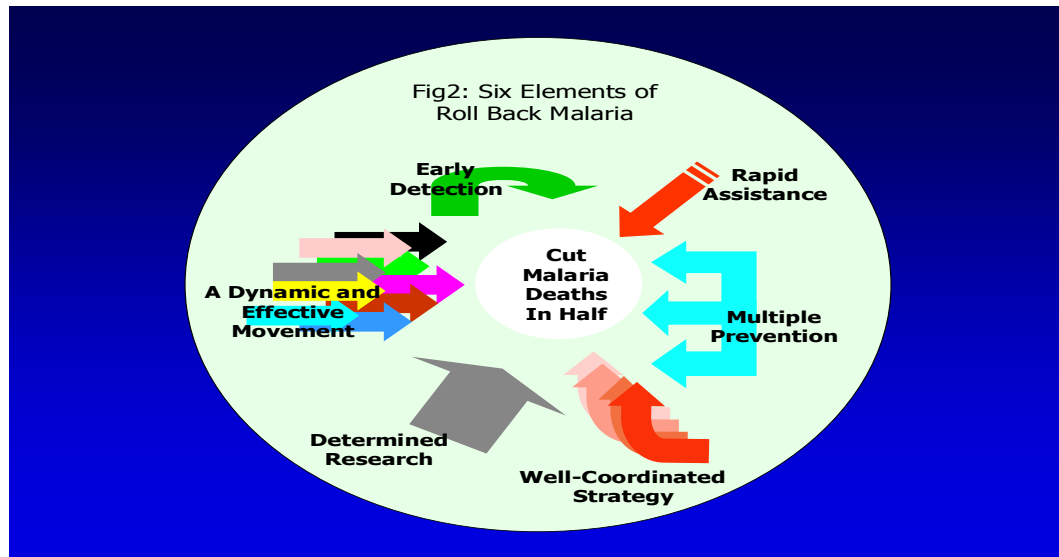 Fig2: Six Elements of
Roll Back Malaria
Early
Detection
Rapid
Assistance
Cut
Malaria
Deaths
In Half
A Dynamic and
Effective
Movement
Multiple
Prevention
Determined
Research
Well-Coordinated
Strategy